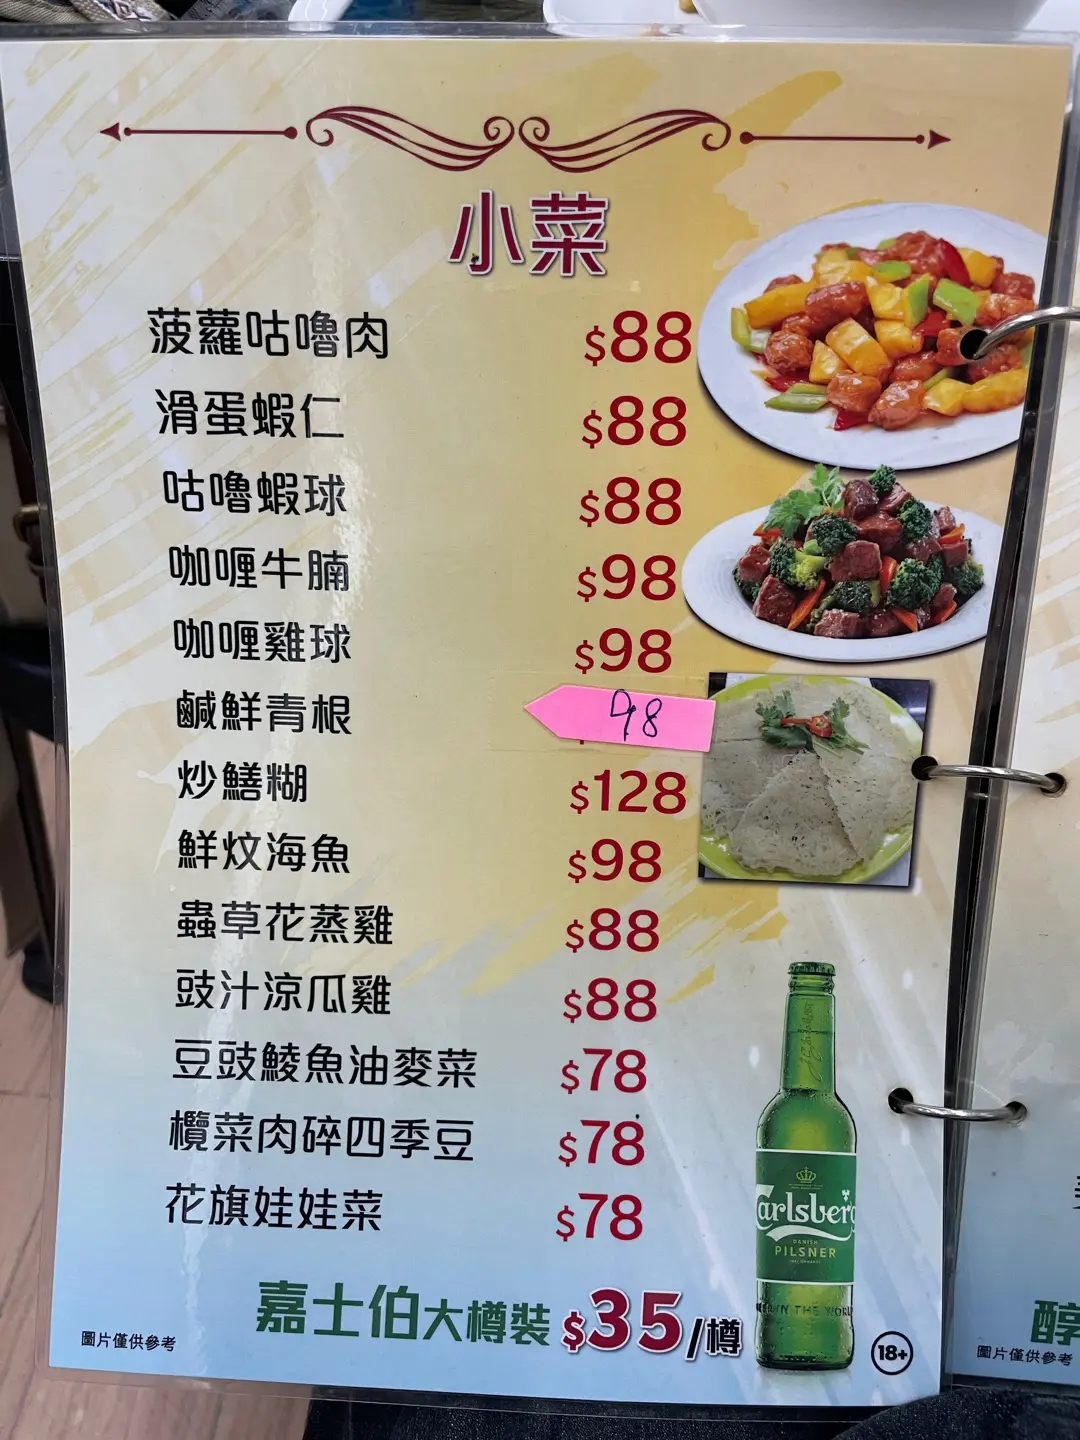 小菜
菠蘿咕嚕肉 $88
滑蛋蝦仁 $88
咕嚕蝦球 $88
咖喱牛腩 $98
咖喱雞球 $98
鹹鮮青根 98
炒鱔糊 $128
鮮炆海魚 $98
蟲草花蒸雞 $88
豉汁涼瓜雞 $88
豆豉鯪魚油麥菜 $78
欖菜肉碎四季豆 $78
花旗娃娃菜 $78
Carlsberg
DANISH
PILSNER
嘉士伯大樽裝 $35/樽
圖片僅供參考
18+
醇
圖片僅供參考